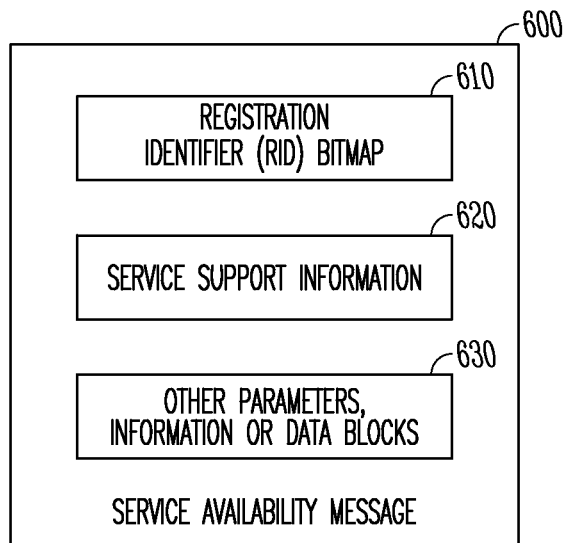 600
610
REGISTRATION
IDENTIFIER (RID) BITMAP
620
SERVICE SUPPORT INFORMATION
630
OTHER PARAMETERS,
INFORMATION OR DATA BLOCKS
SERVICE AVAILABILITY MESSAGE